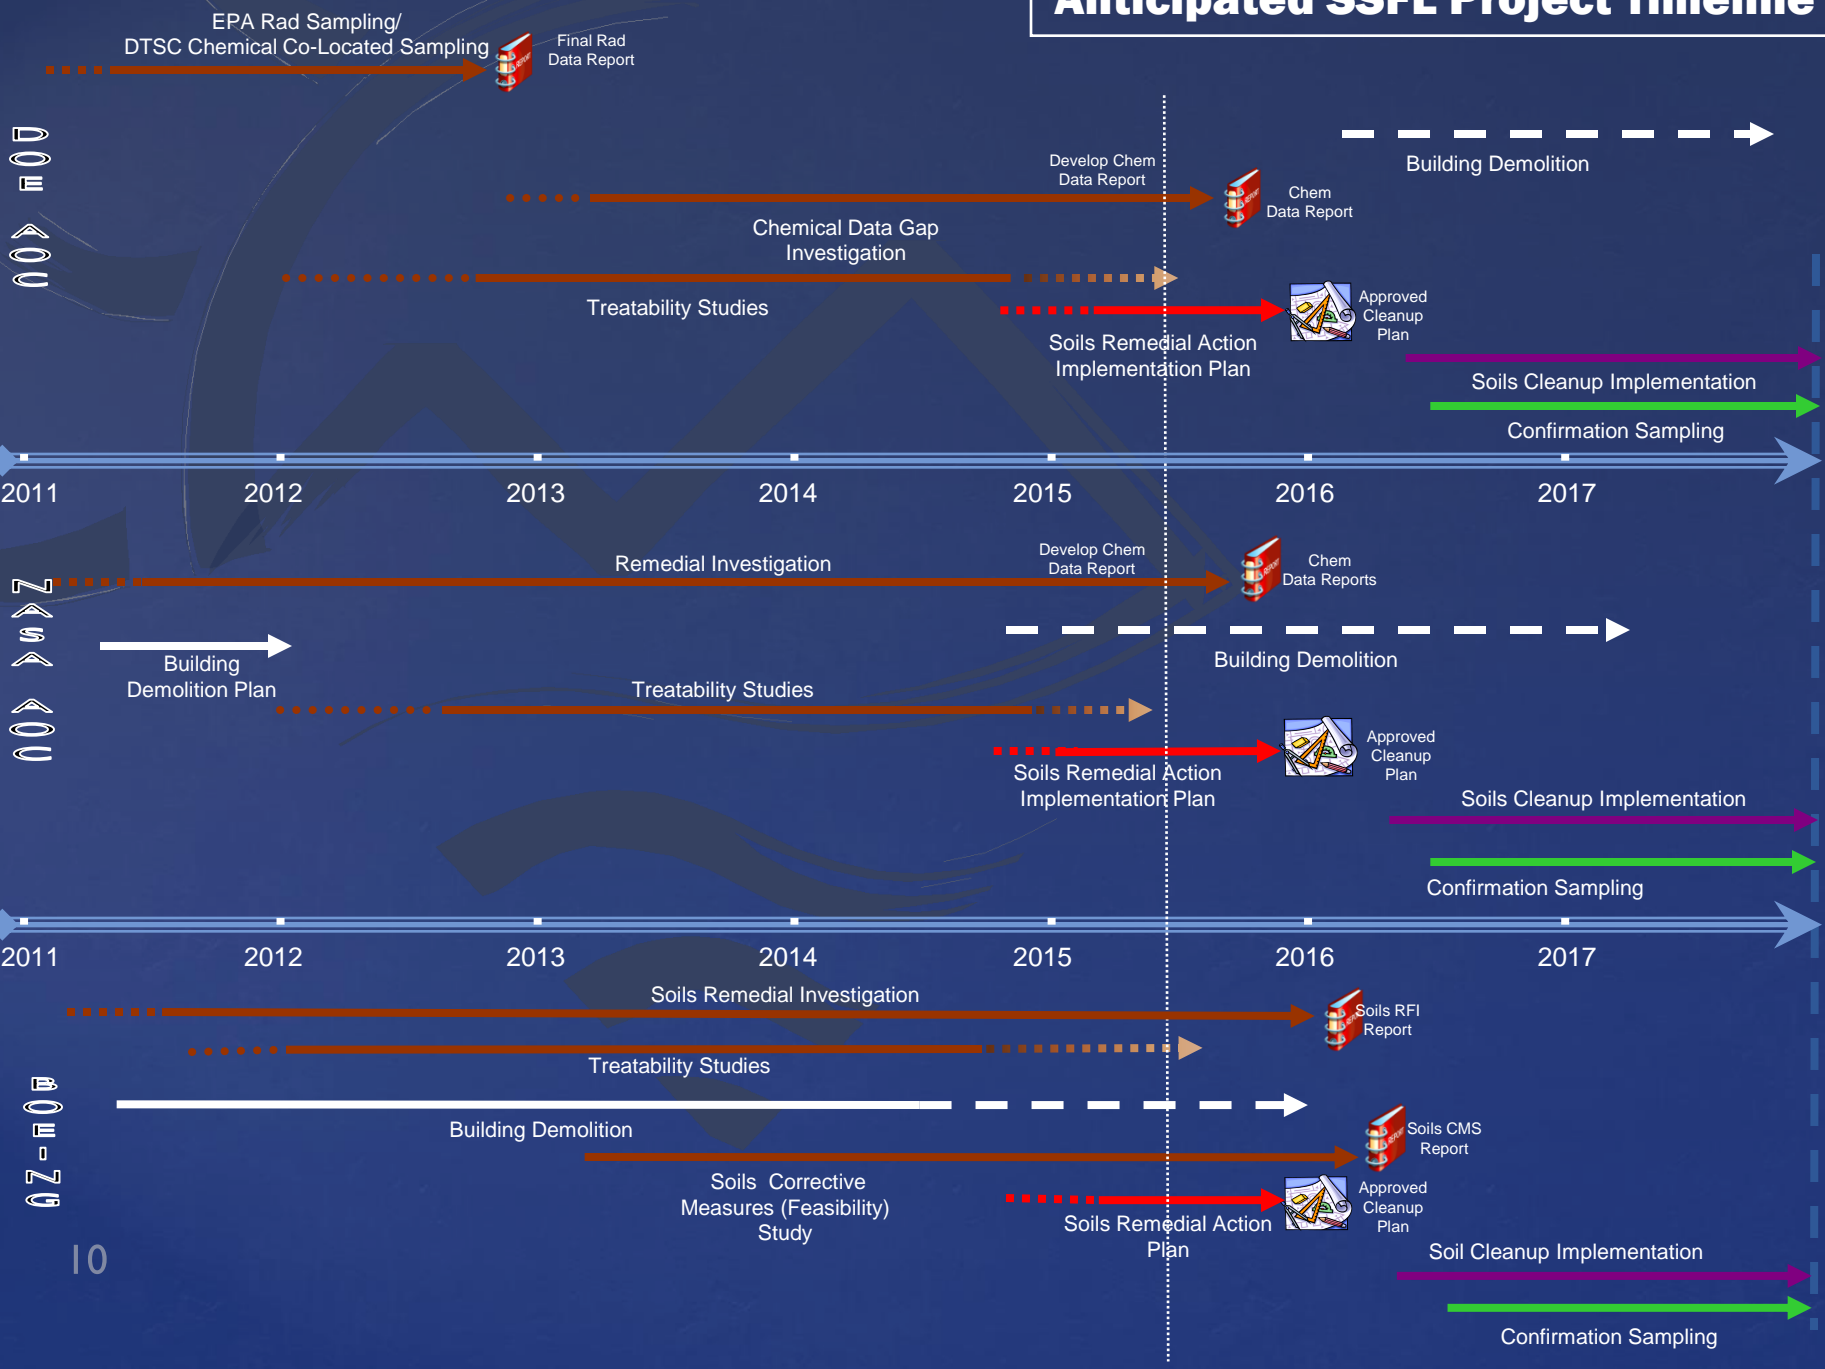 Anticipated SSFL Project Timeline
EPA Rad Sampling/
DTSC Chemical Co-Located Sampling
Final Rad
Data Report
DOE AOC
Building Demolition
Develop Chem
Data Report
Chem
Data Report
Chemical Data Gap
Investigation
Treatability Studies
Approved
Cleanup
Plan
Soils Remedial Action
Implementation Plan
Soils Cleanup Implementation
Confirmation Sampling
2011 2012 2013 2014 2015 2016 2017
NASA AOC
Remedial Investigation
Develop Chem
Data Report
Chem
Data Reports
Building
Demolition Plan
Building Demolition
Treatability Studies
Approved
Cleanup
Plan
Soils Remedial Action
Implementation Plan
Soils Cleanup Implementation
Confirmation Sampling
2011 2012 2013 2014 2015 2016 2017
BOEING
Soils Remedial Investigation
Soils RFI
Report
Treatability Studies
Building Demolition
Soils CMS
Report
Soils Corrective
Measures (Feasibility)
Study
Approved
Cleanup
Plan
Soils Remedial Action
Plan
Soil Cleanup Implementation
Confirmation Sampling
10
REPORT
REPORT
REPORT
REPORT
REPORT